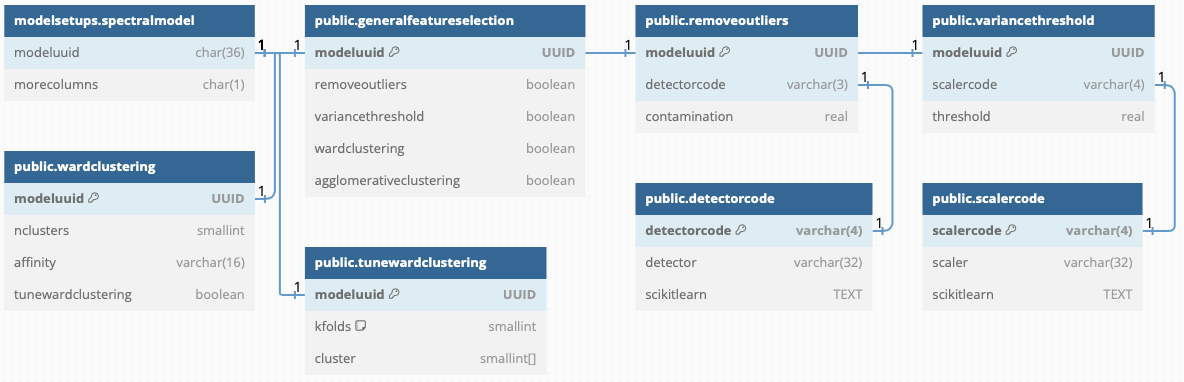 modelsetups.spectralmodel
modeluuid char(36)
morecolumns char(1)
1
1
public.generalfeatureselection
modeluuid UUID
removeoutliers boolean
variancethreshold boolean
wardclustering boolean
agglomerativeclustering boolean
1
public.removeoutliers
modeluuid UUID
detectorcode varchar(3)
contamination real
1
1
public.variancethreshold
modeluuid UUID
scalercode varchar(4)
threshold real
1
public.wardclustering
modeluuid UUID
nclusters smallint
affinity varchar(16)
tunewardclustering boolean
1
1
public.tunewardclustering
modeluuid UUID
kfolds smallint
cluster smallint[]
public.detectorcode
detectorcode varchar(4)
detector varchar(32)
scikitlearn TEXT
1
public.scalercode
scalercode varchar(4)
scaler varchar(32)
scikitlearn TEXT
1